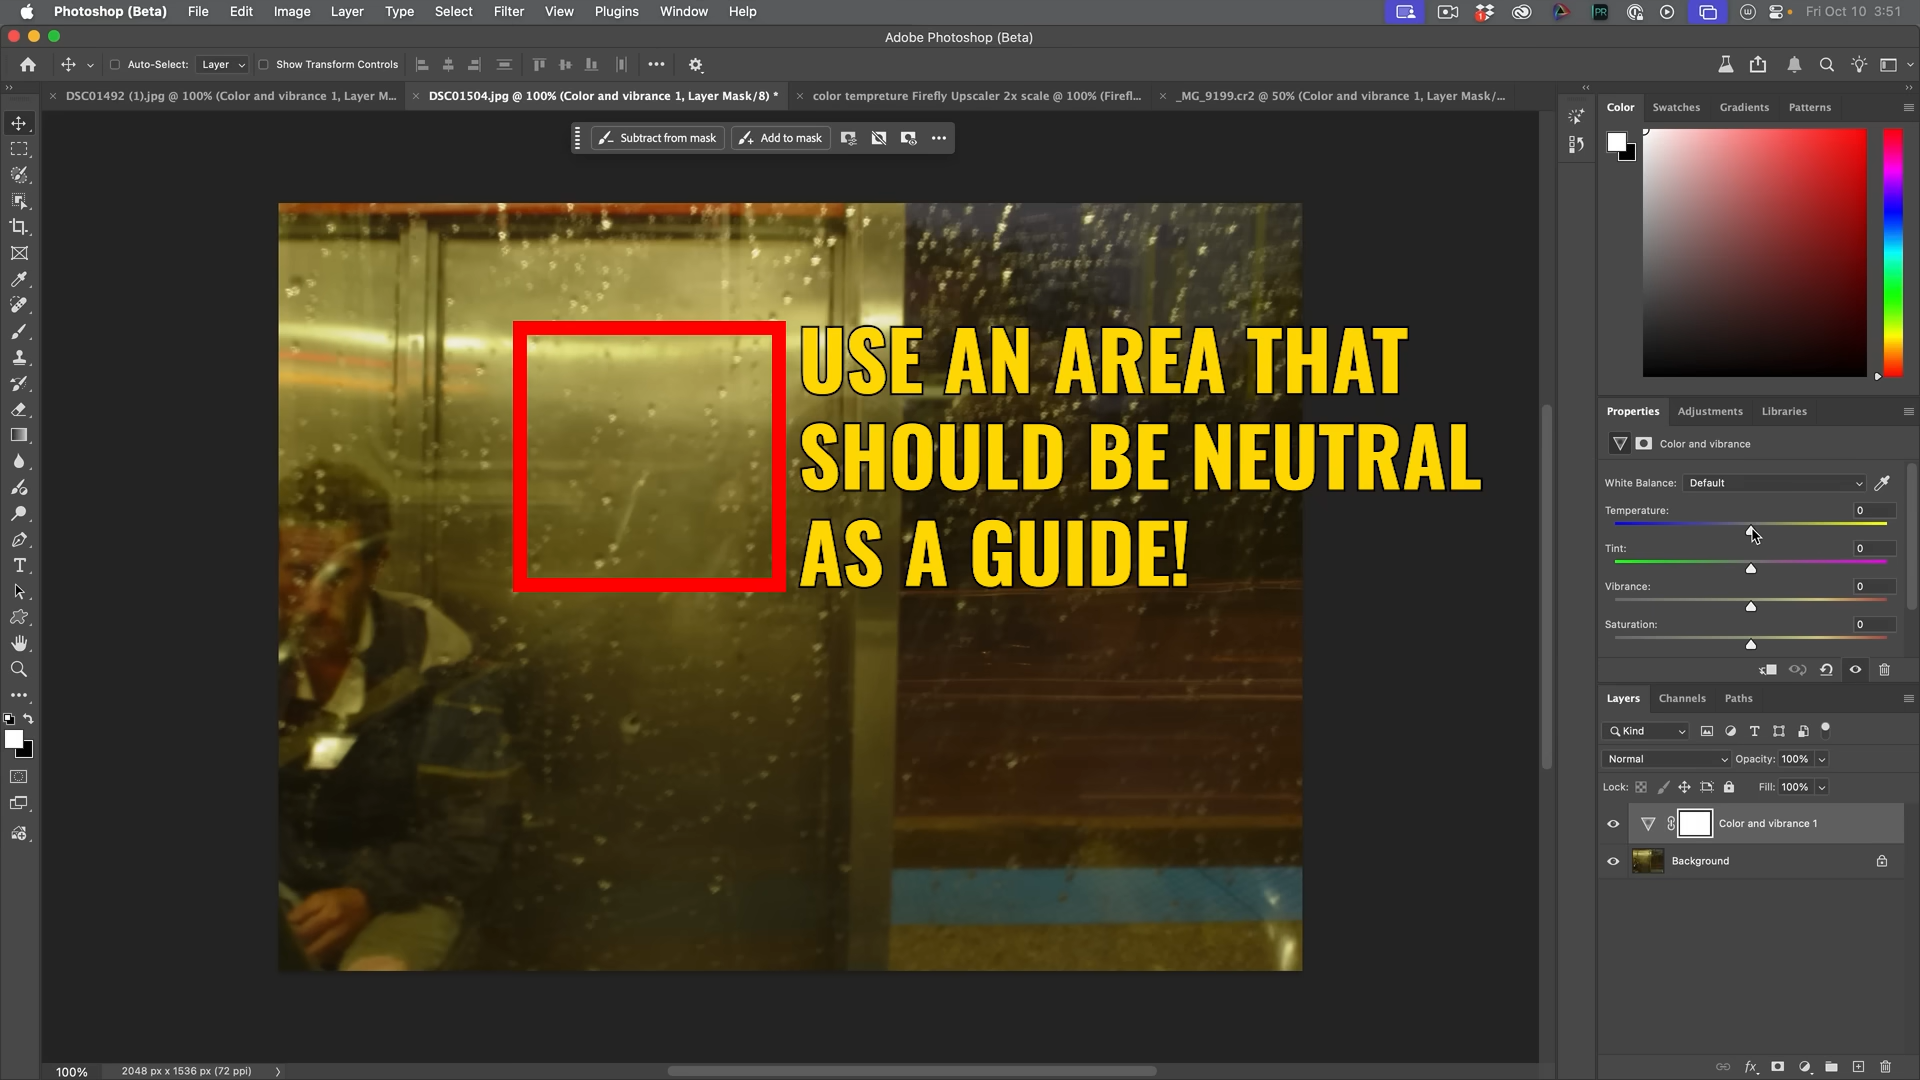 Photoshop (Beta) File Edit Image Layer Type Select Filter View Plugins Window Help Fri Oct 10 3:51
Adobe Photoshop (Beta)
Auto-Select: Layer Show Transform Controls
DSC01492 (1).jpg @ 100% (Color and vibrance 1, Layer M... DSC01504.jpg @ 100% (Color and vibrance 1, Layer Mask/8) * color tempreture Firefly Upscaler 2x scale @ 100% (Firefl... _MG_9199.cr2 @ 50% (Color and vibrance 1, Layer Mask/...
Subtract from mask Add to mask
USE AN AREA THAT
SHOULD BE NEUTRAL
AS A GUIDE!
Color Swatches Gradients Patterns
Properties Adjustments Libraries
Color and vibrance
White Balance: Default
Temperature: 0
Tint: 0
Vibrance: 0
Saturation: 0
Layers Channels Paths
Kind
Normal Opacity: 100%
Lock: Fill: 100%
Color and vibrance 1
Background
100% 2048 px x 1536 px (72 ppi)